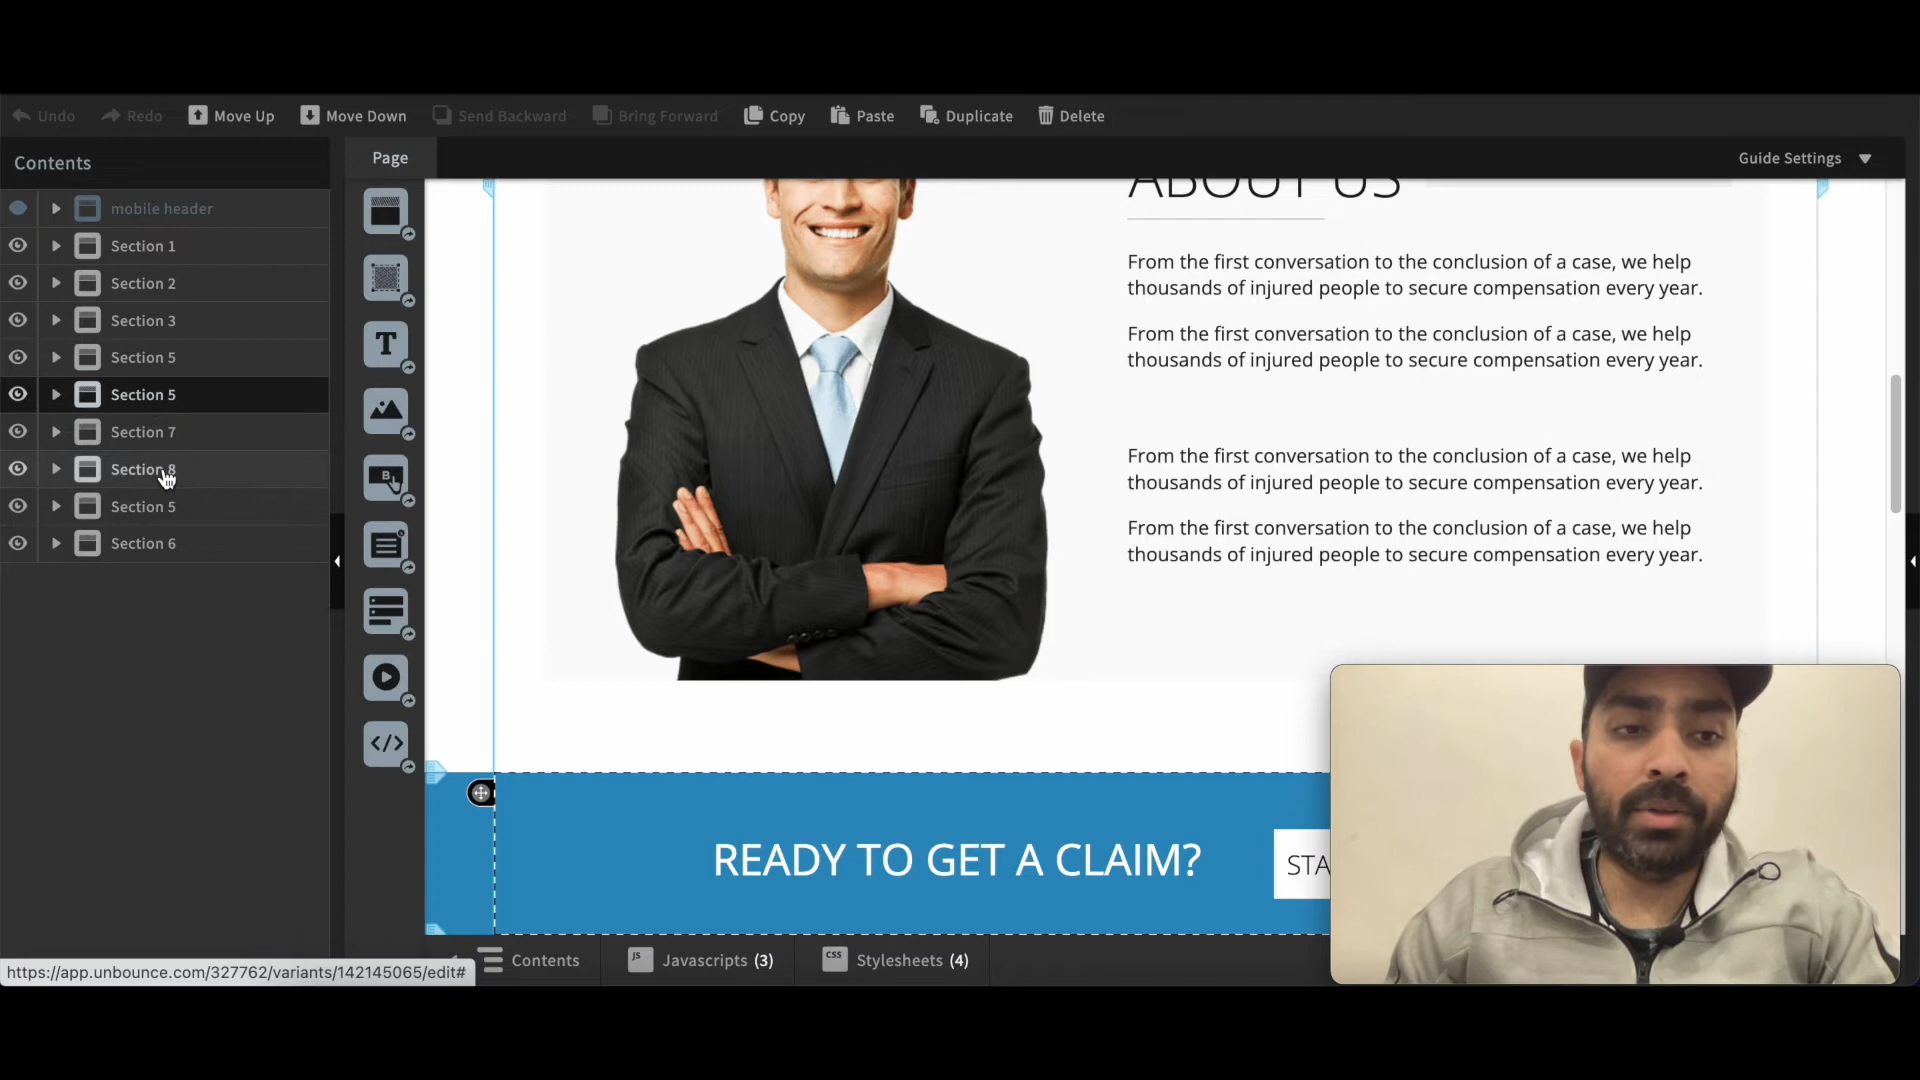 Undo
Redo
Move Up
Move Down
Send Backward
Bring Forward
Copy
Paste
Duplicate
Delete
Contents
Page
Guide Settings
mobile header
Section 1
Section 2
Section 3
Section 5
Section 5
Section 7
Section 8
Section 5
Section 6
T
B
</>
ABOUT US
From the first conversation to the conclusion of a case, we help
thousands of injured people to secure compensation every year.
From the first conversation to the conclusion of a case, we help
thousands of injured people to secure compensation every year.
From the first conversation to the conclusion of a case, we help
thousands of injured people to secure compensation every year.
From the first conversation to the conclusion of a case, we help
thousands of injured people to secure compensation every year.
READY TO GET A CLAIM?
STA
https://app.unbounce.com/327762/variants/142145065/edit#
Contents
JS
Javascripts (3)
CSS
Stylesheets (4)